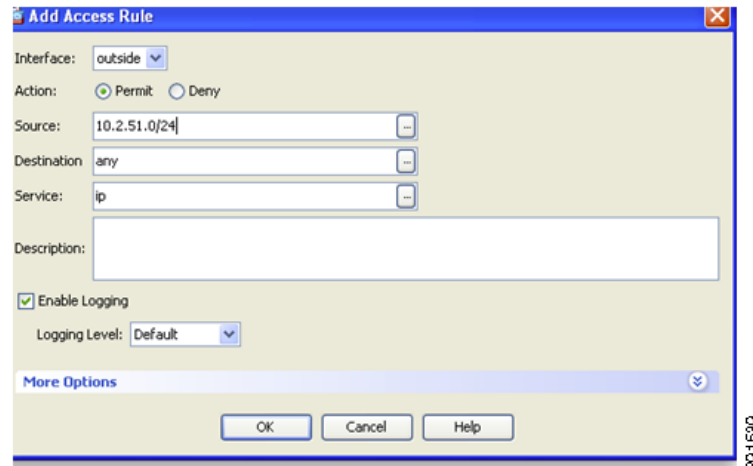 Add Access Rule
Interface: outside
Action: Permit Deny
Source: 10.2.51.0/24
Destination any
Service: ip
Description:
Enable Logging
Logging Level: Default
More Options
OK Cancel Help